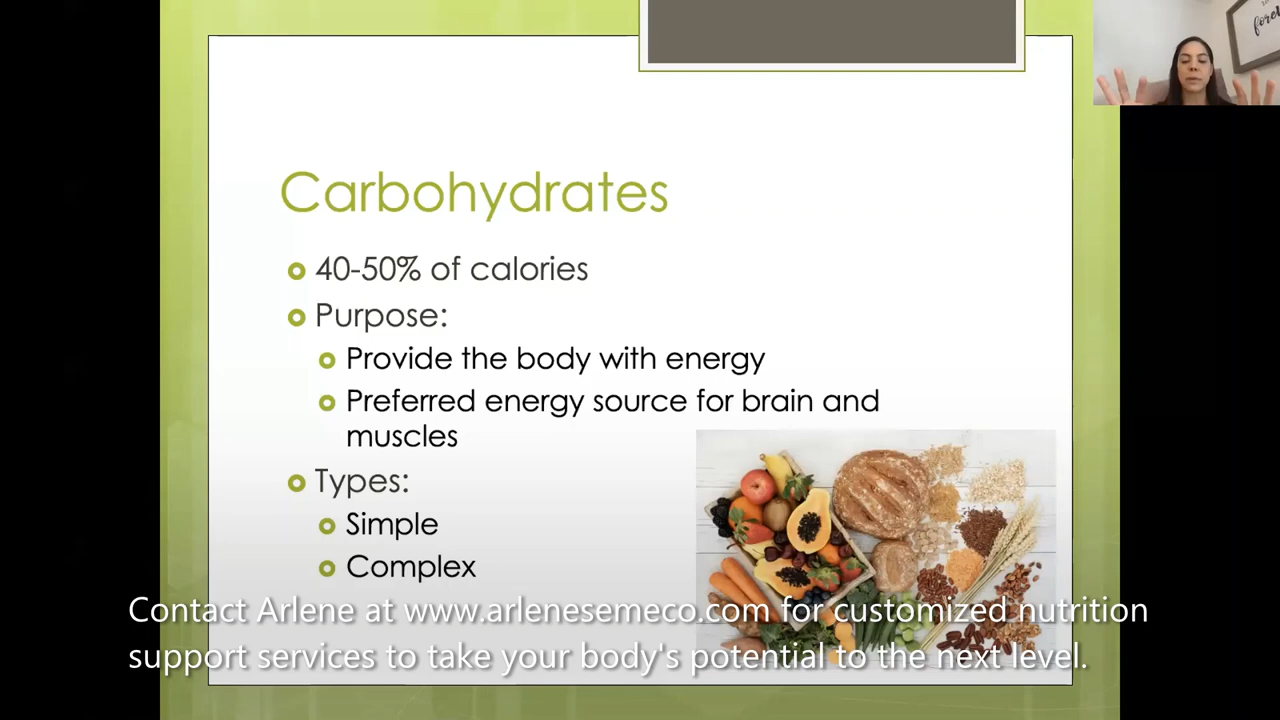 Carbohydrates
40-50% of calories
Purpose:
Provide the body with energy
Preferred energy source for brain and
muscles
Types:
Simple
Complex
Contact Arlene at www.arlenesemeco.com for customized nutrition
support services to take your body's potential to the next level.